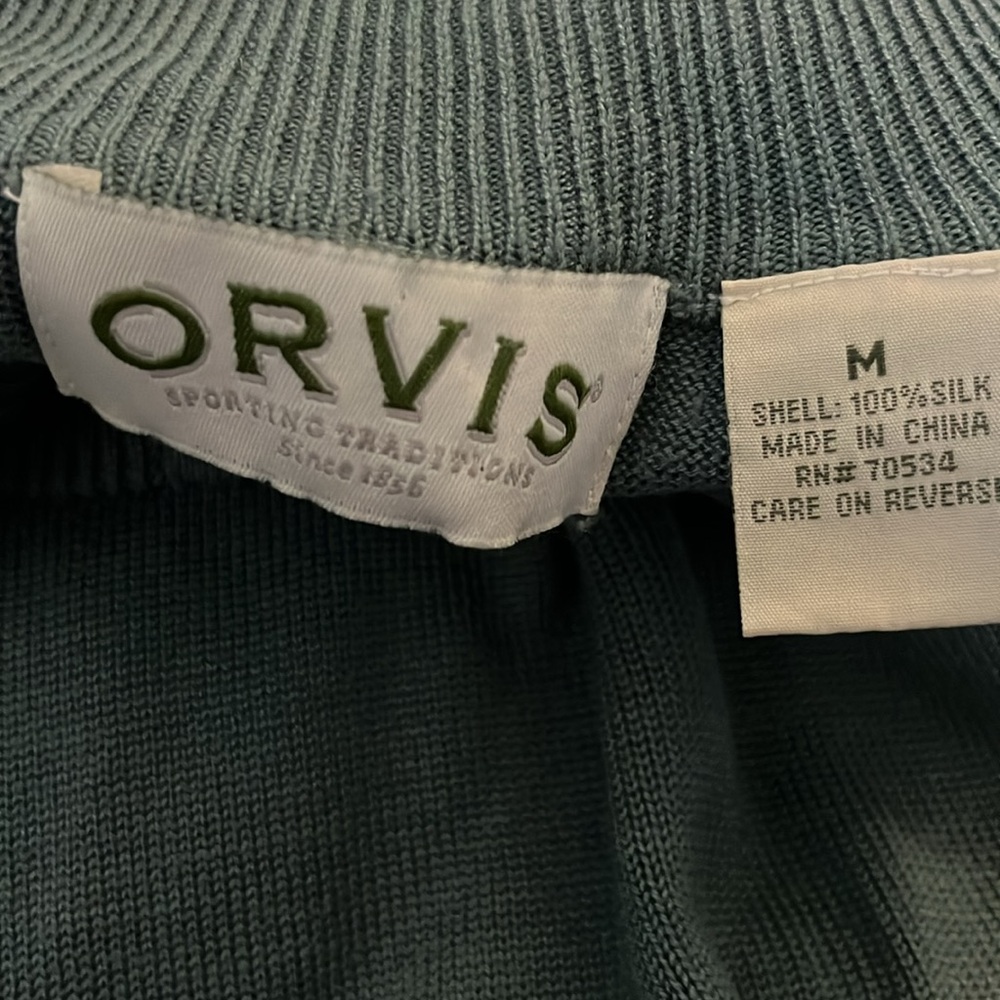 ORVIS®
SPORTING TRADITIONS
Since 1856
M
SHELL: 100% SILK
MADE IN CHINA
RN# 70534
CARE ON REVERSE